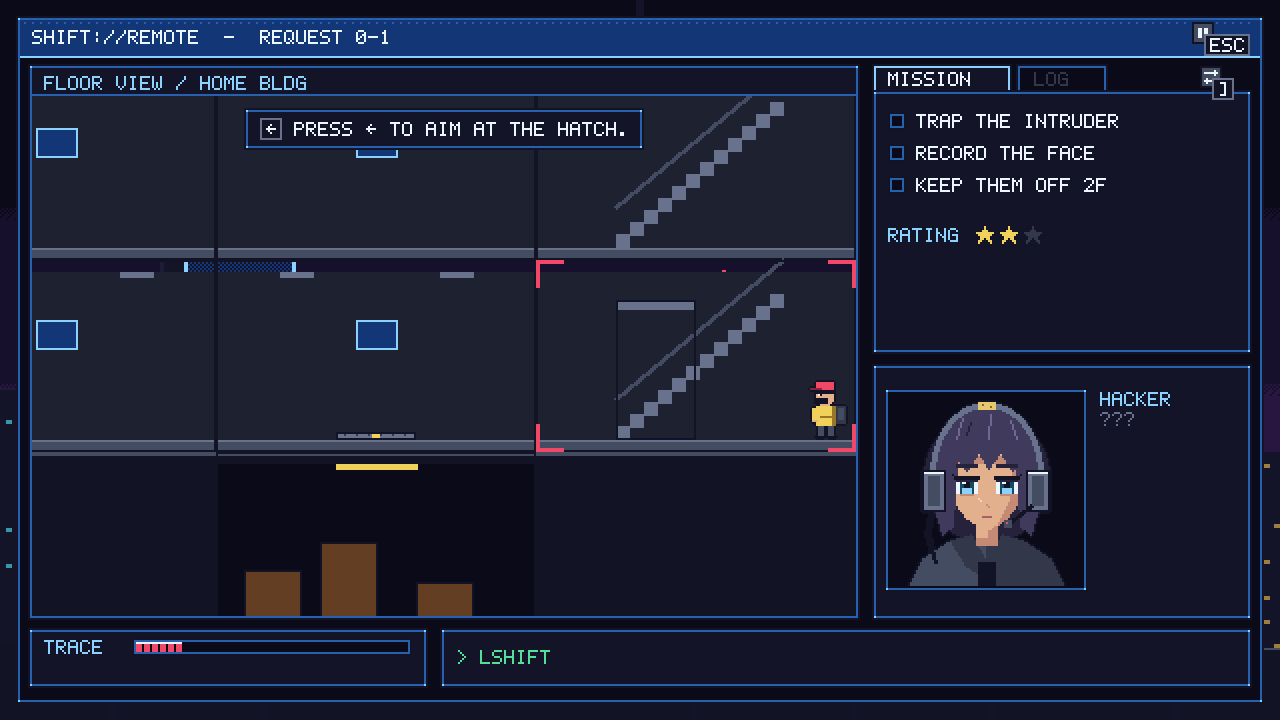 SHIFT://REMOTE  —  REQUEST 0-1
ESC
FLOOR VIEW / HOME BLDG
← PRESS ← TO AIM AT THE HATCH.
MISSION
LOG
]
TRAP THE INTRUDER
RECORD THE FACE
KEEP THEM OFF 2F
RATING
HACKER
???
TRACE
> LSHIFT